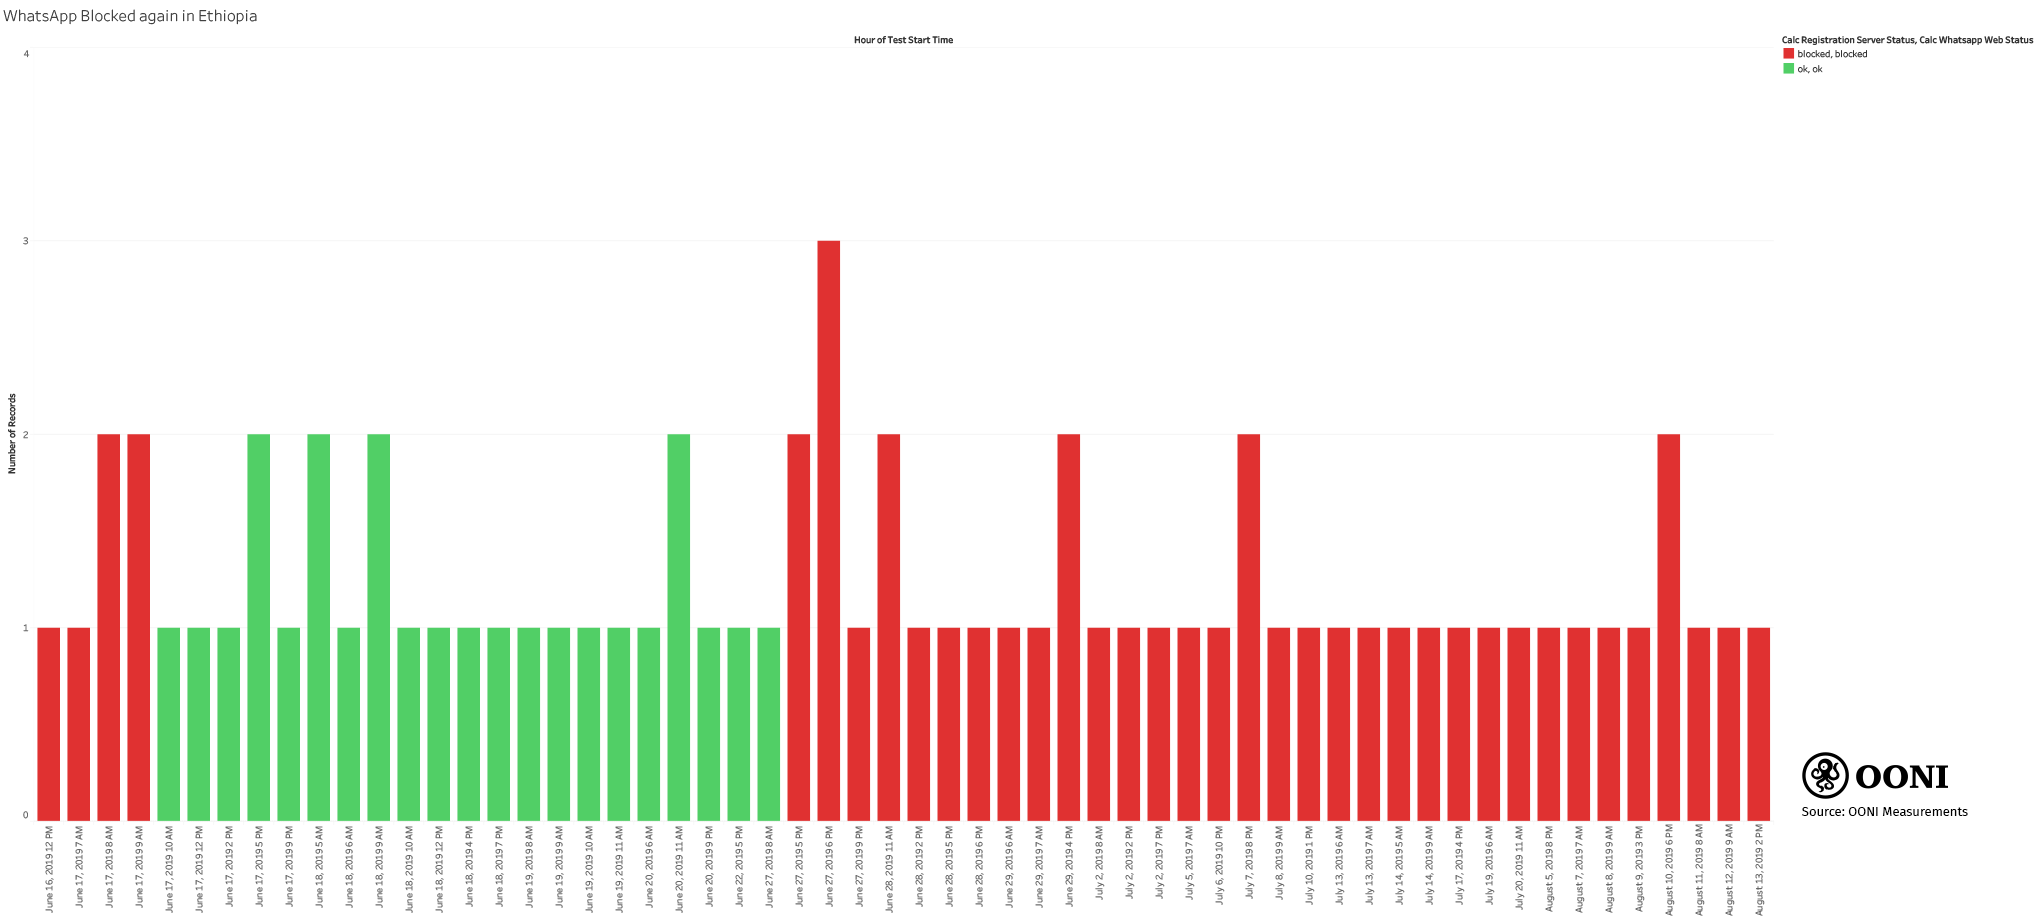 WhatsApp Blocked again in Ethiopia
Hour of Test Start Time
Calc Registration Server Status, Calc Whatsapp Web Status
blocked, blocked
ok, ok
4
3
2
1
0
Number of Records
June 16, 2019 12 PM
June 17, 2019 7 AM
June 17, 2019 8 AM
June 17, 2019 9 AM
June 17, 2019 10 AM
June 17, 2019 12 PM
June 17, 2019 2 PM
June 17, 2019 5 PM
June 17, 2019 9 PM
June 18, 2019 5 AM
June 18, 2019 6 AM
June 18, 2019 9 AM
June 18, 2019 10 AM
June 18, 2019 12 PM
June 18, 2019 4 PM
June 18, 2019 7 PM
June 19, 2019 8 AM
June 19, 2019 9 AM
June 19, 2019 10 AM
June 19, 2019 11 AM
June 20, 2019 6 AM
June 20, 2019 11 AM
June 20, 2019 9 PM
June 22, 2019 5 PM
June 27, 2019 8 AM
June 27, 2019 5 PM
June 27, 2019 6 PM
June 27, 2019 9 PM
June 28, 2019 11 AM
June 28, 2019 2 PM
June 28, 2019 5 PM
June 28, 2019 6 PM
June 29, 2019 6 AM
June 29, 2019 7 AM
June 29, 2019 4 PM
July 2, 2019 8 AM
July 2, 2019 2 PM
July 2, 2019 7 PM
July 5, 2019 7 AM
July 6, 2019 10 PM
July 7, 2019 8 PM
July 8, 2019 9 AM
July 10, 2019 1 PM
July 13, 2019 6 AM
July 13, 2019 7 AM
July 14, 2019 5 AM
July 14, 2019 9 AM
July 17, 2019 4 PM
July 19, 2019 6 AM
July 20, 2019 11 AM
August 5, 2019 8 PM
August 7, 2019 7 AM
August 8, 2019 9 AM
August 9, 2019 3 PM
August 10, 2019 6 PM
August 11, 2019 8 AM
August 12, 2019 9 AM
August 13, 2019 2 PM
OONI
Source: OONI Measurements